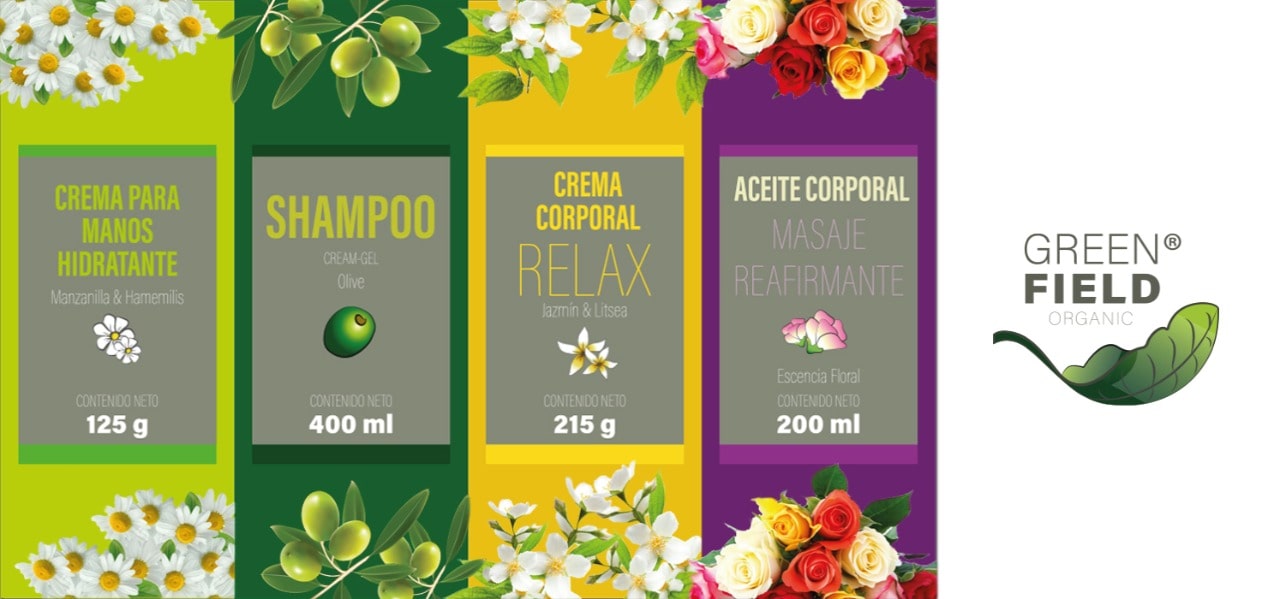 CREMA PARA
MANOS
HIDRATANTE
Manzanilla & Hamemilis
CONTENIDO NETO
125 g
SHAMPOO
CREAM-GEL
Olive
CONTENIDO NETO
400 ml
CREMA
CORPORAL
RELAX
Jazmín & Litsea
CONTENIDO NETO
215 g
ACEITE CORPORAL
MASAJE
REAFIRMANTE
Escencia Floral
CONTENIDO NETO
200 ml
GREEN®
FIELD
ORGANIC